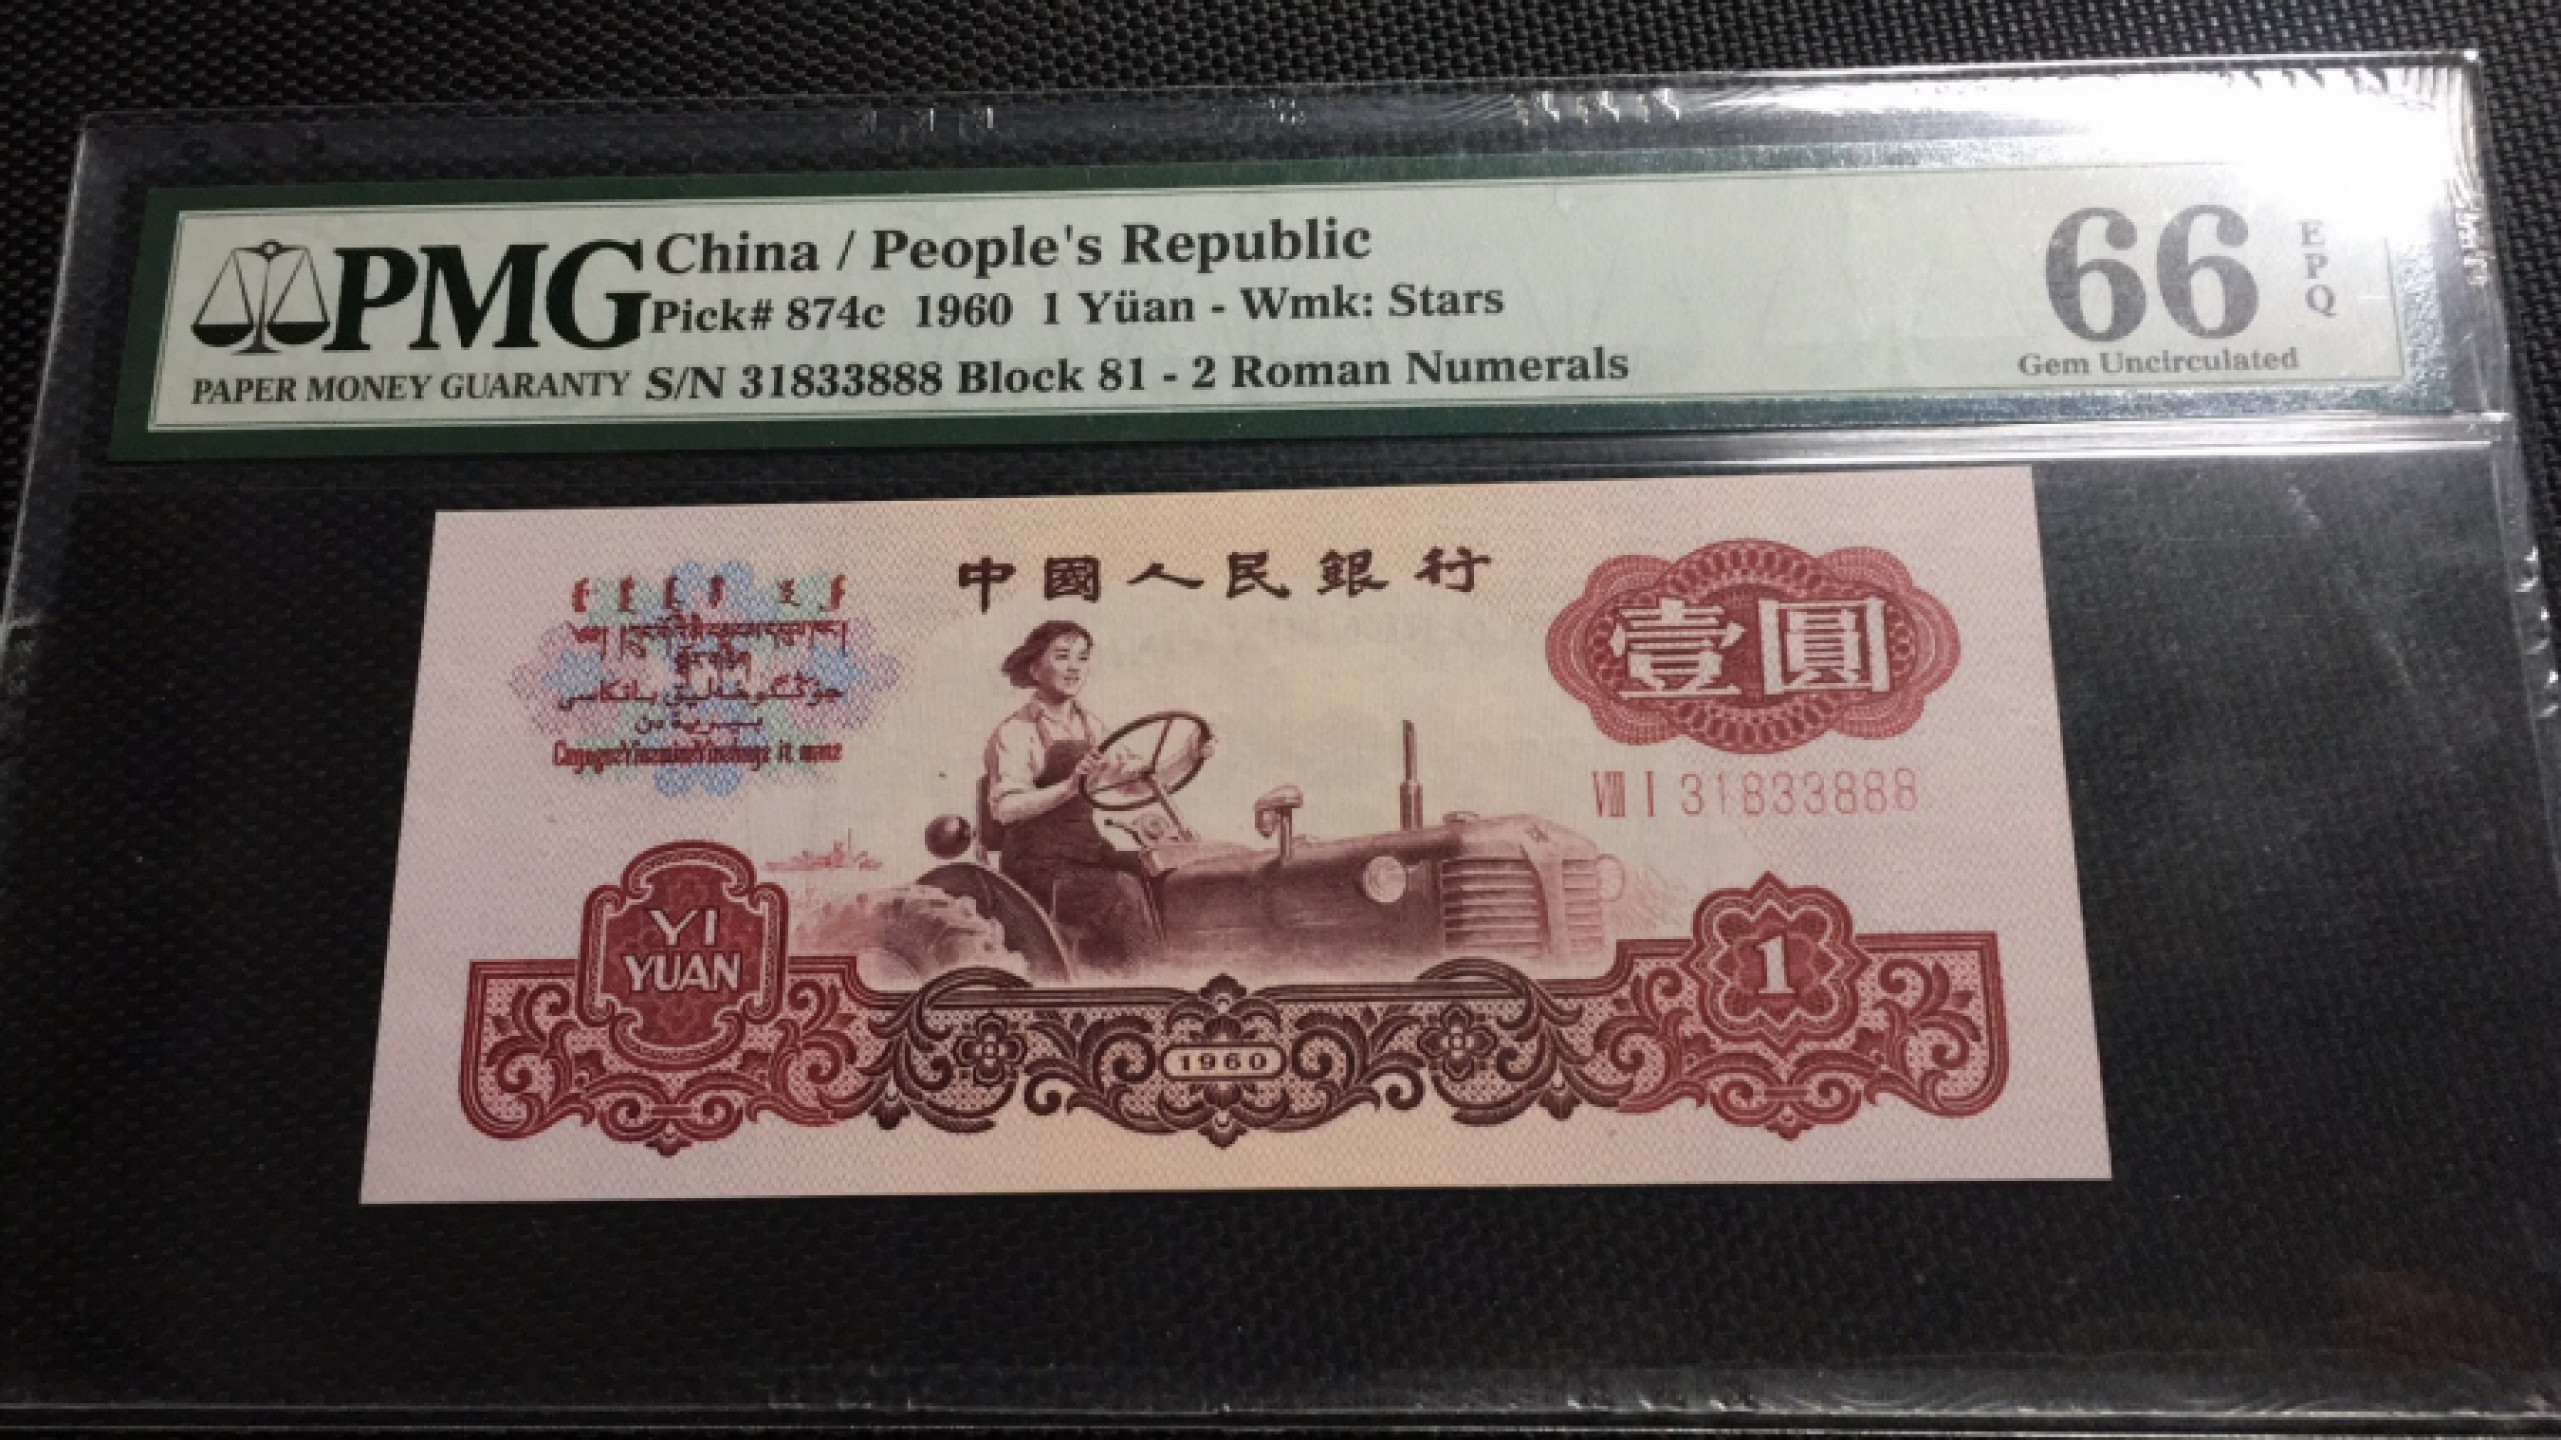 PMG
PAPER MONEY GUARANTY
China / People's Republic
Pick# 874c 1960 1 Yüan - Wmk: Stars
S/N 31833888 Block 81 - 2 Roman Numerals
66
EPQ
Gem Uncirculated
中國人民銀行
壹圓
VIII I 31833888
YI
YUAN
1
1960